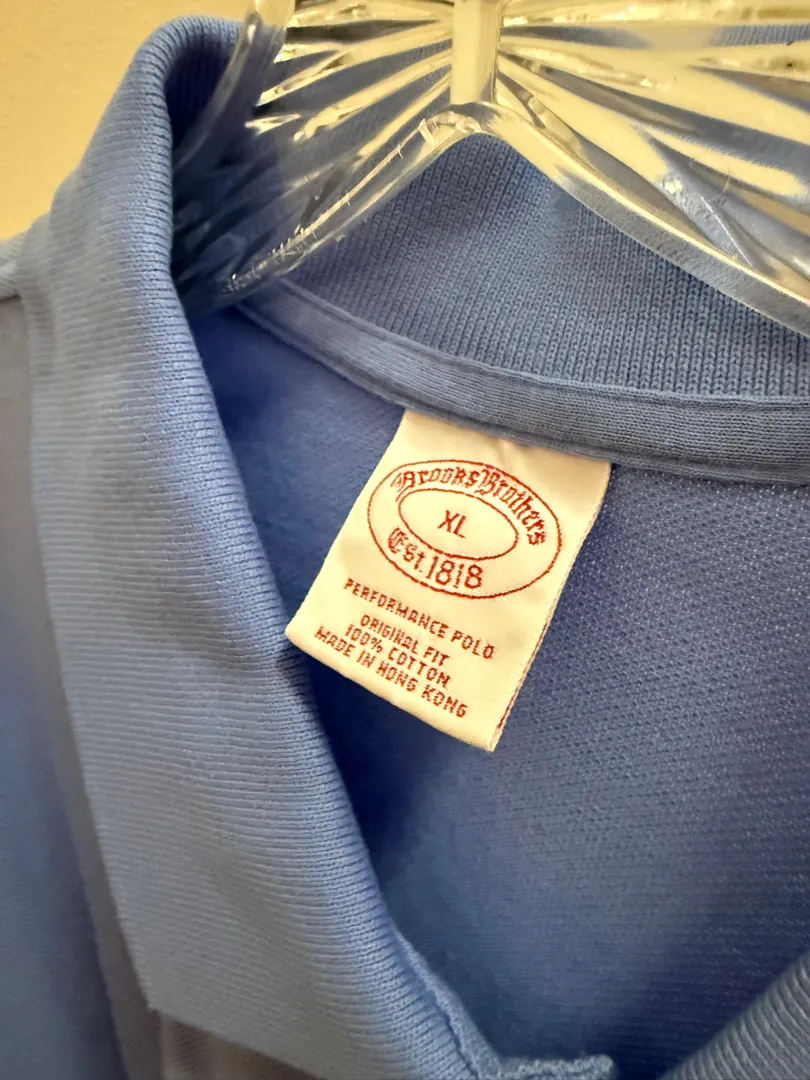 Brooks Brothers
XL
Est. 1818
PERFORMANCE POLO
ORIGINAL FIT
100% COTTON
MADE IN HONG KONG